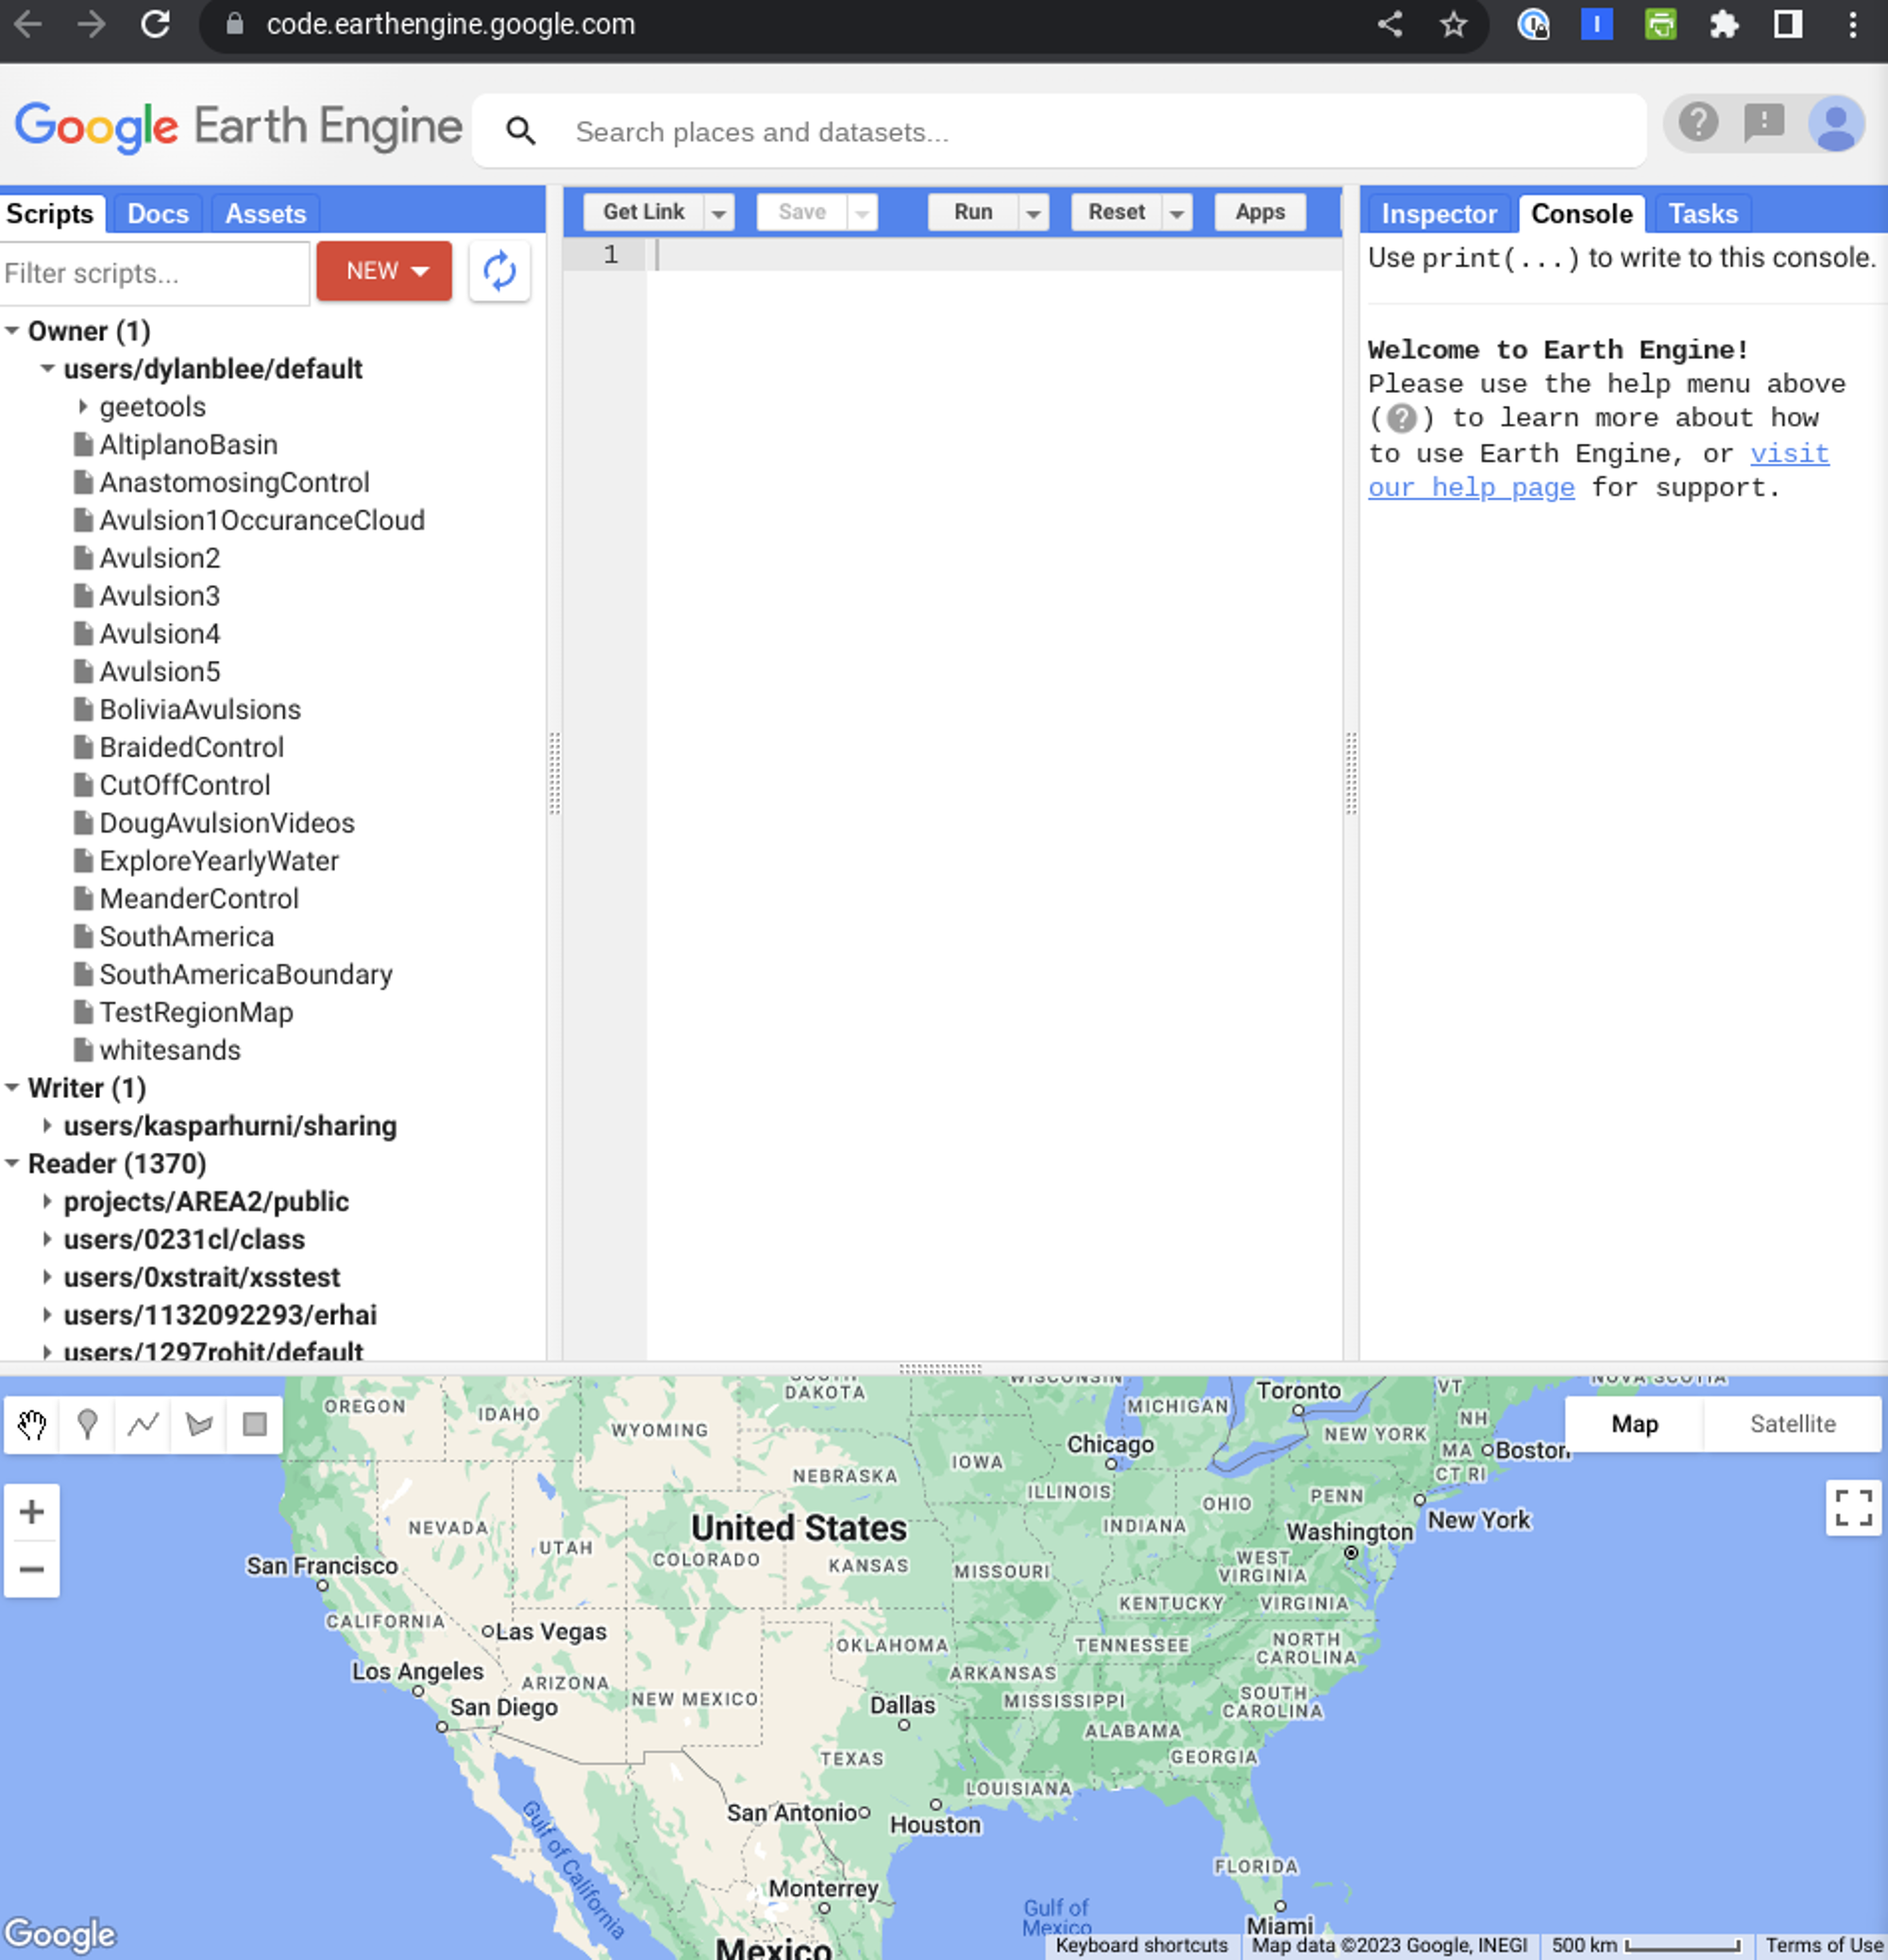 code.earthengine.google.com
Google Earth Engine
Search places and datasets...
Scripts
Docs
Assets
Get Link
Save
Run
Reset
Apps
Inspector
Console
Tasks
Filter scripts...
NEW
1
Use print(...) to write to this console.
Welcome to Earth Engine!
Please use the help menu above
(?) to learn more about how
to use Earth Engine, or visit
our help page for support.
Owner (1)
users/dylanblee/default
geetools
AltiplanoBasin
AnastomosingControl
Avulsion1OccuranceCloud
Avulsion2
Avulsion3
Avulsion4
Avulsion5
BoliviaAvulsions
BraidedControl
CutOffControl
DougAvulsionVideos
ExploreYearlyWater
MeanderControl
SouthAmerica
SouthAmericaBoundary
TestRegionMap
whitesands
Writer (1)
users/kasparhurni/sharing
Reader (1370)
projects/AREA2/public
users/0231cl/class
users/0xstrait/xsstest
users/1132092293/erhai
users/1297rohit/default
Map
Satellite
OREGON
IDAHO
WYOMING
SOUTH
DAKOTA
WISCONSIN
MICHIGAN
Toronto
VT
NOVA SCOTIA
NH
NEW YORK
MA
Boston
CT RI
Chicago
IOWA
NEBRASKA
ILLINOIS
OHIO
PENN
New York
INDIANA
Washington
NEVADA
UTAH
United States
COLORADO
KANSAS
MISSOURI
WEST
VIRGINIA
San Francisco
KENTUCKY
VIRGINIA
CALIFORNIA
Las Vegas
OKLAHOMA
TENNESSEE
NORTH
CAROLINA
Los Angeles
ARIZONA
NEW MEXICO
ARKANSAS
San Diego
Dallas
MISSISSIPPI
SOUTH
CAROLINA
ALABAMA
TEXAS
GEORGIA
LOUISIANA
San Antonio
Houston
Gulf of California
FLORIDA
Monterrey
Gulf of
Mexico
Miami
Mexico
Google
Keyboard shortcuts
Map data ©2023 Google, INEGI
500 km
Terms of Use